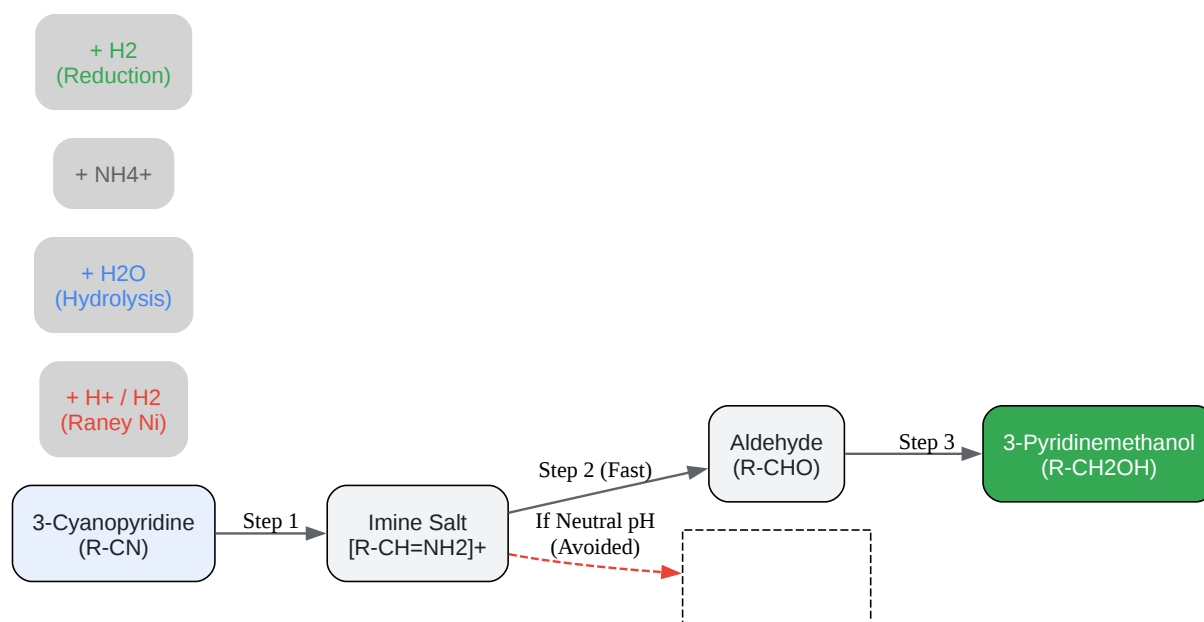 + H2
(Reduction)
+ NH4+
+ H2O
(Hydrolysis)
+ H+ / H2
(Raney Ni)
3-Cyanopyridine
(R-CN)
Step 1
Imine Salt
[R-CH=NH2]+
Step 2 (Fast)
If Neutral pH
(Avoided)
Aldehyde
(R-CHO)
Step 3
3-Pyridinemethanol
(R-CH2OH)